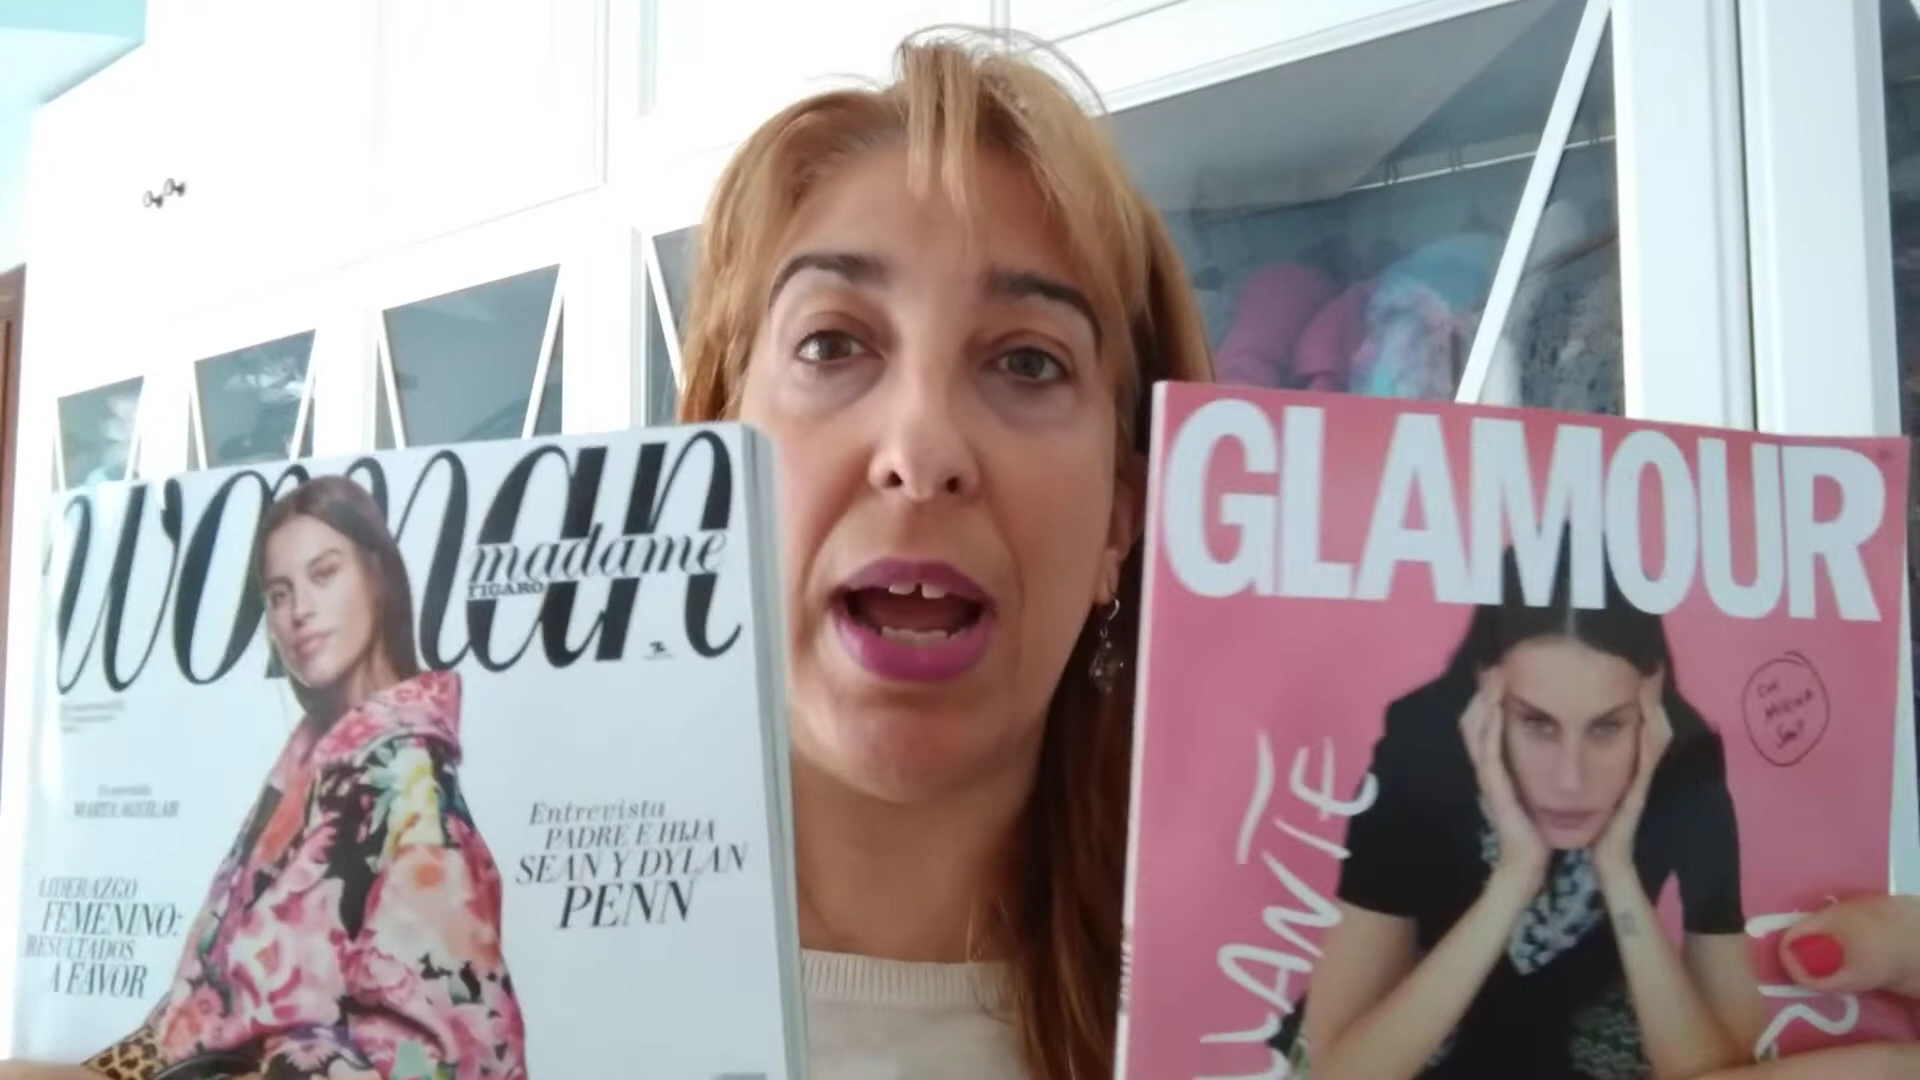 woman
madame
FIGARO
Entrevista
PADRE E HIJA
SEAN Y DYLAN
PENN
LIDERAZGO
FEMENINO:
RESULTADOS
A FAVOR
GLAMOUR